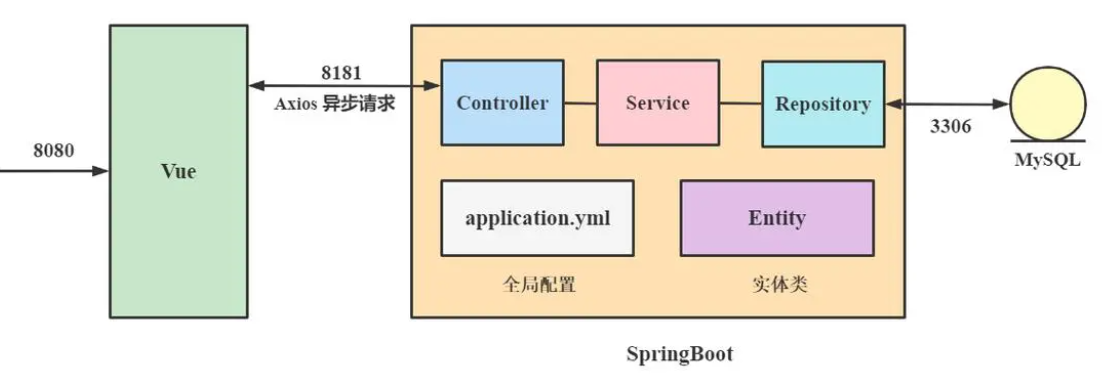 8080
Vue
8181
Axios 异步请求
Controller
Service
Repository
3306
MySQL
application.yml
Entity
全局配置
实体类
SpringBoot